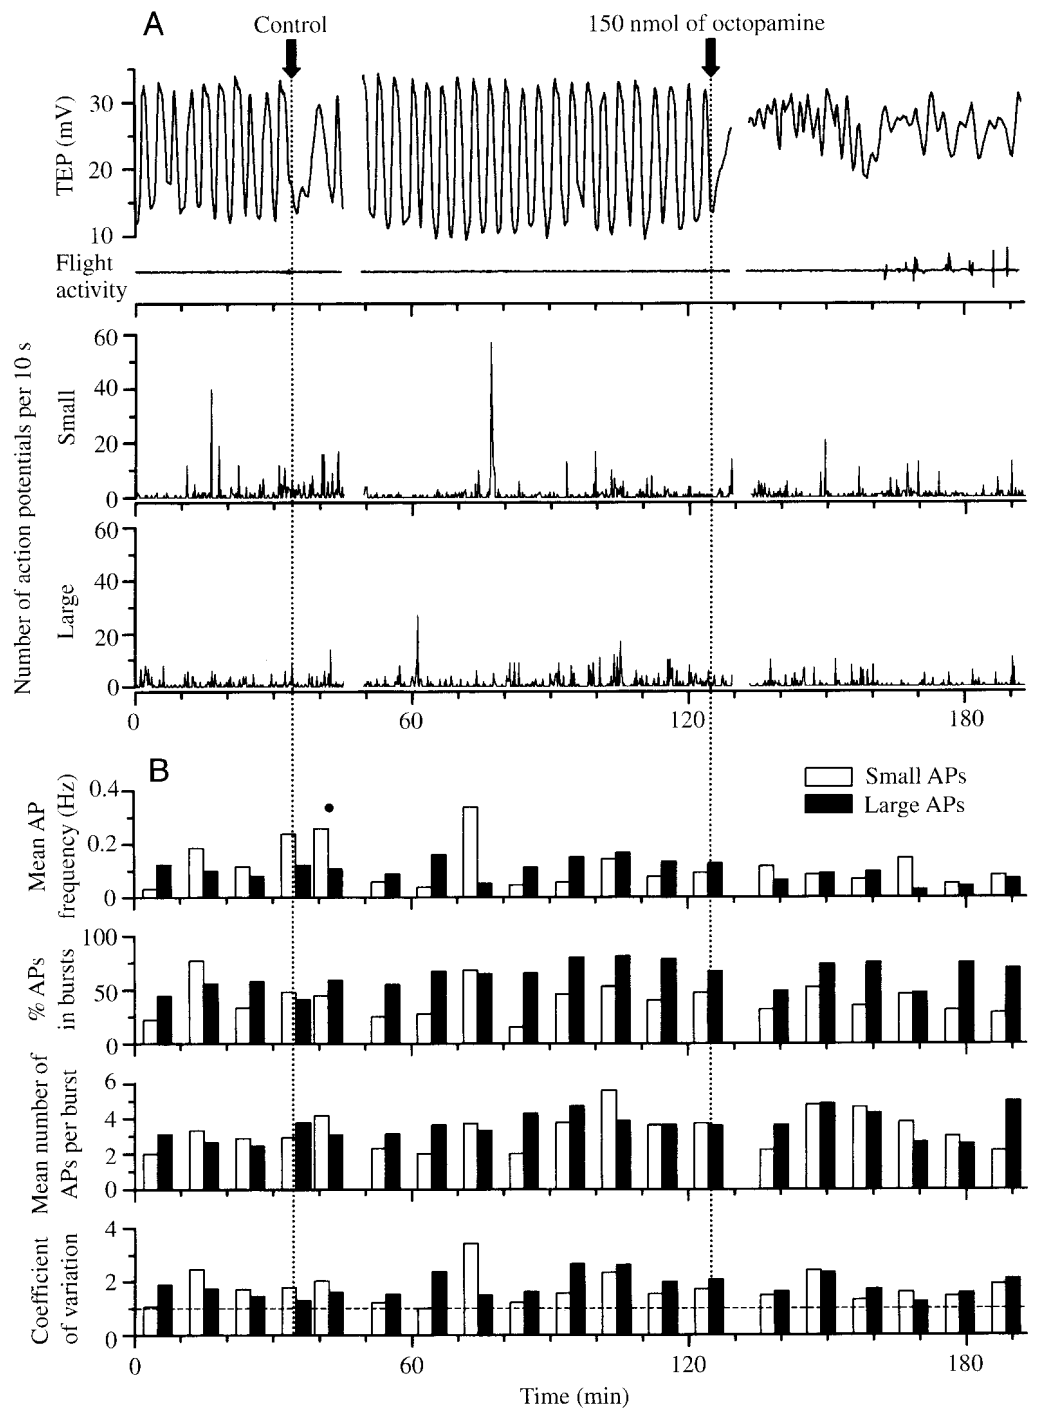 A
Control
150 nmol of octopamine
TEP (mV)
30
20
10
Flight
activity
Number of action potentials per 10 s
Small
60
40
20
0
Large
60
40
20
0
0
60
120
180
B
Small APs
Large APs
Mean AP
frequency (Hz)
0.4
0.2
0
% APs
in bursts
100
50
0
Mean number of
APs per burst
6
4
2
0
Coefficient
of variation
4
2
0
0
60
120
180
Time (min)